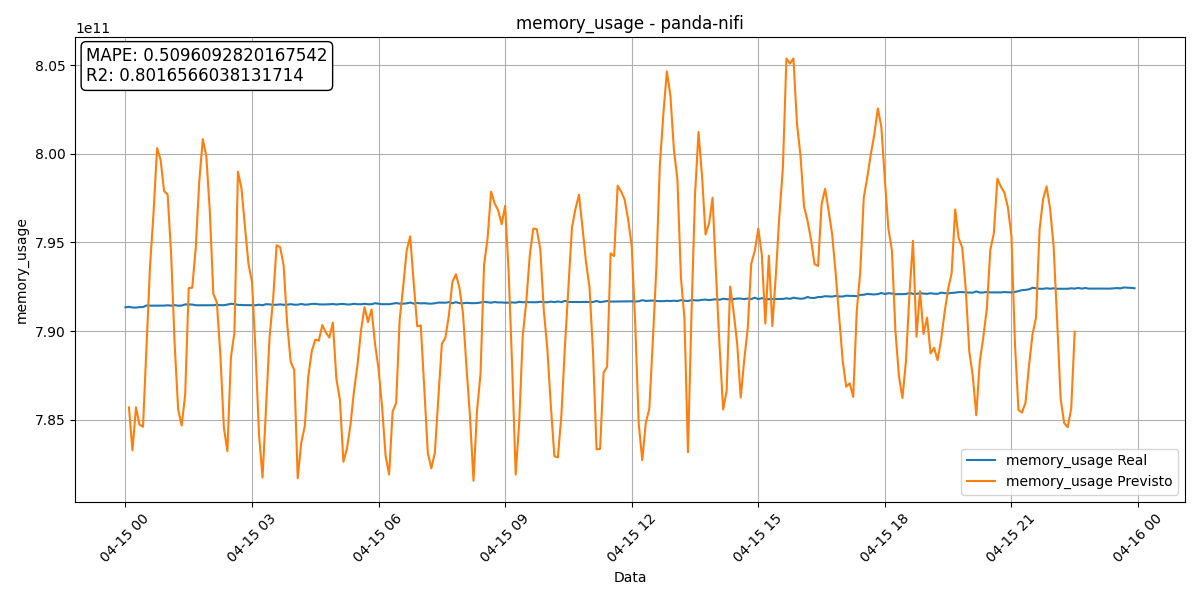 memory_usage - panda-nifi
1e11
MAPE: 0.5096092820167542
R2: 0.8016566038131714
8.05
8.00
7.95
7.90
7.85
memory_usage
memory_usage Real
memory_usage Previsto
04-15 00
04-15 03
04-15 06
04-15 09
04-15 12
04-15 15
04-15 18
04-15 21
04-16 00
Data